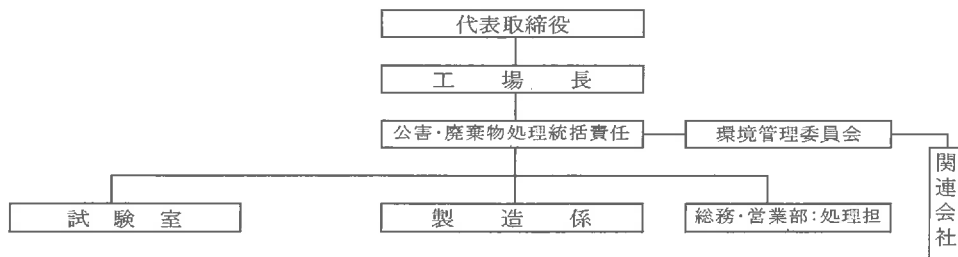 代表取締役
工場長
公害・廃棄物処理統括責任
環境管理委員会
関連会社
試験室
製造係
総務・営業部:処理担